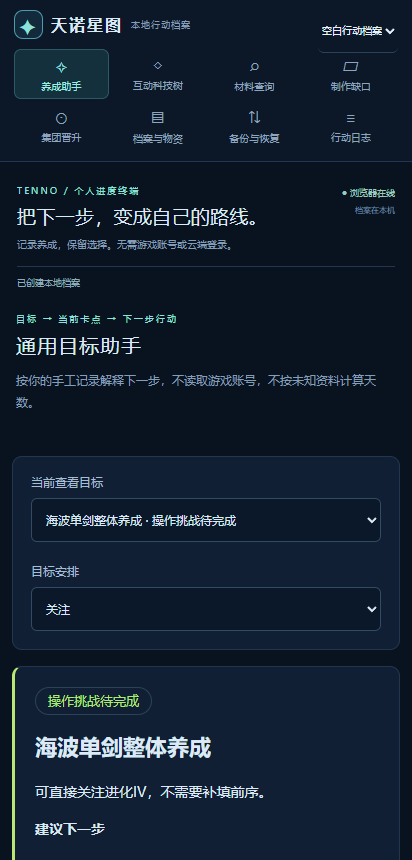 天诺星图 本地行动档案
空白行动档案
养成助手 互动科技树 材料查询 制作缺口
集团晋升 档案与物资 备份与恢复 行动日志
TENNO / 个人进度终端
● 浏览器在线
把下一步，变成自己的路线。
档案在本机
记录养成，保留选择。无需游戏账号或云端登录。
已创建本地档案
目标 → 当前卡点 → 下一步行动
通用目标助手
按你的手工记录解释下一步，不读取游戏账号，不按未知资料计算天
数。
当前查看目标
海波单剑整体养成 · 操作挑战待完成
目标安排
关注
操作挑战待完成
海波单剑整体养成
可直接关注进化IV，不需要补填前序。
建议下一步